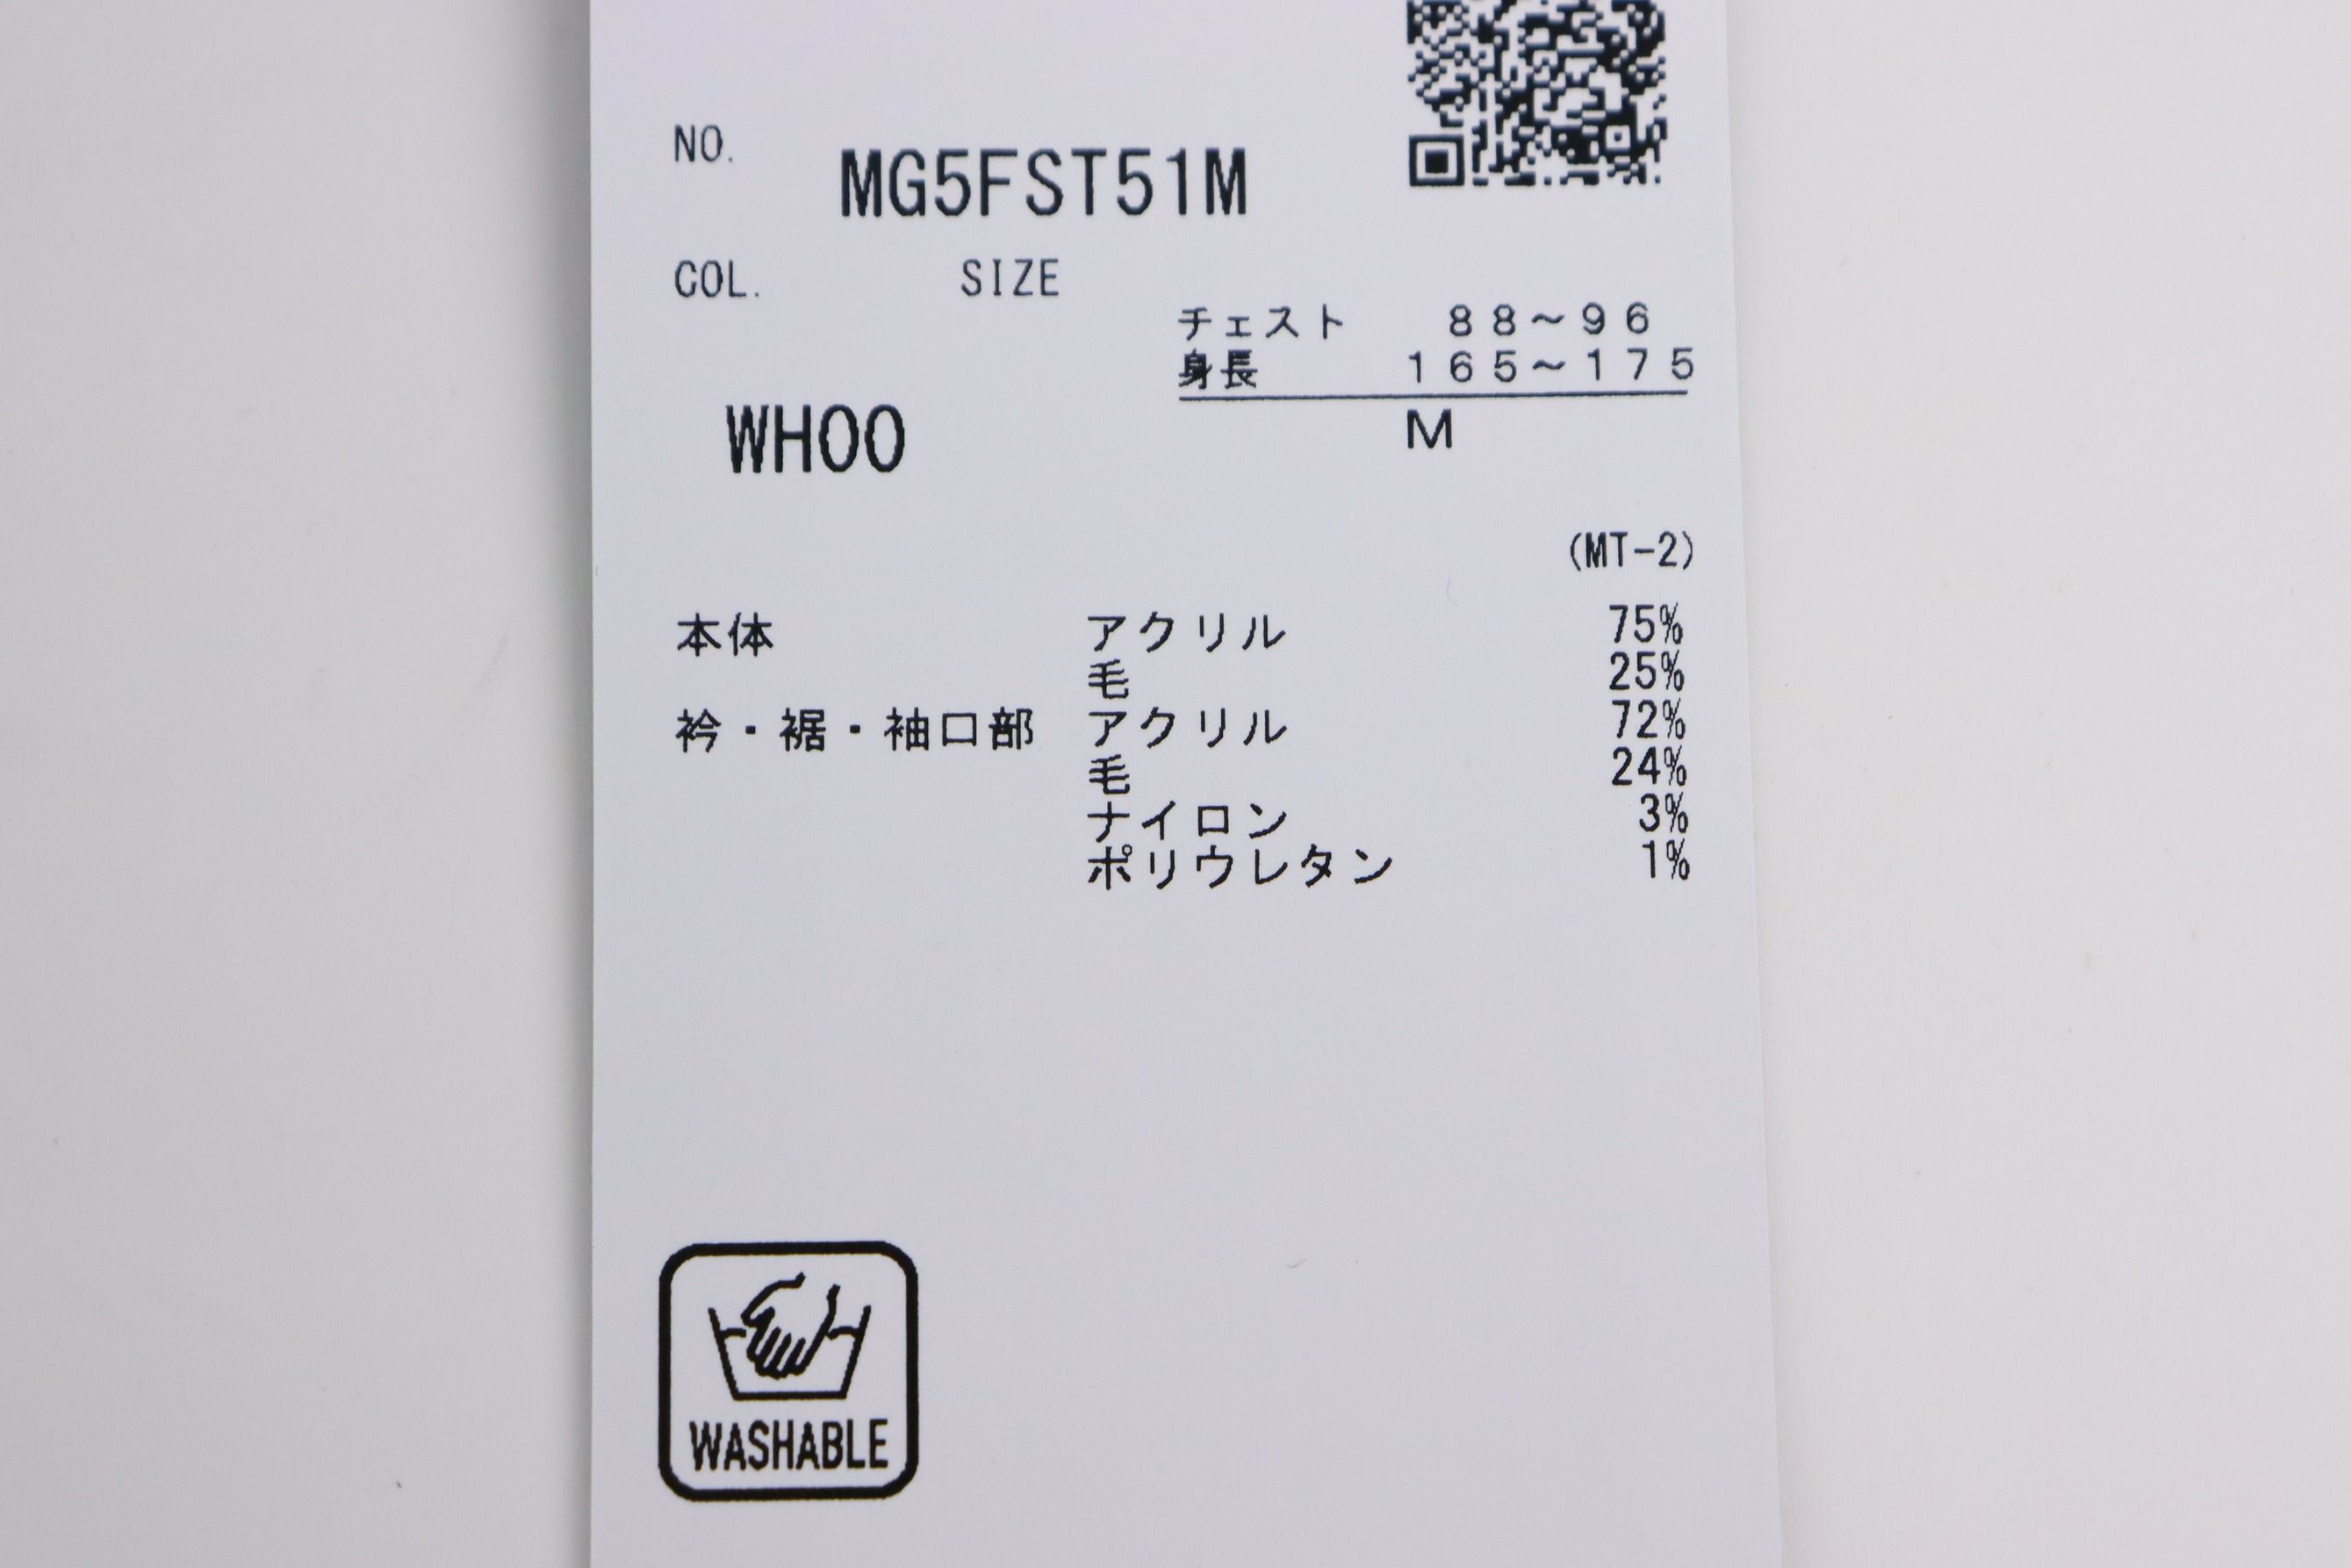 NO.
MG5FST51M
COL. SIZE
チェスト 88～96
身長 165～175
WH00 M
(MT-2)
本体 アクリル 75%
毛 25%
衿・裾・袖口部 アクリル 72%
毛 24%
ナイロン 3%
ポリウレタン 1%
WASHABLE